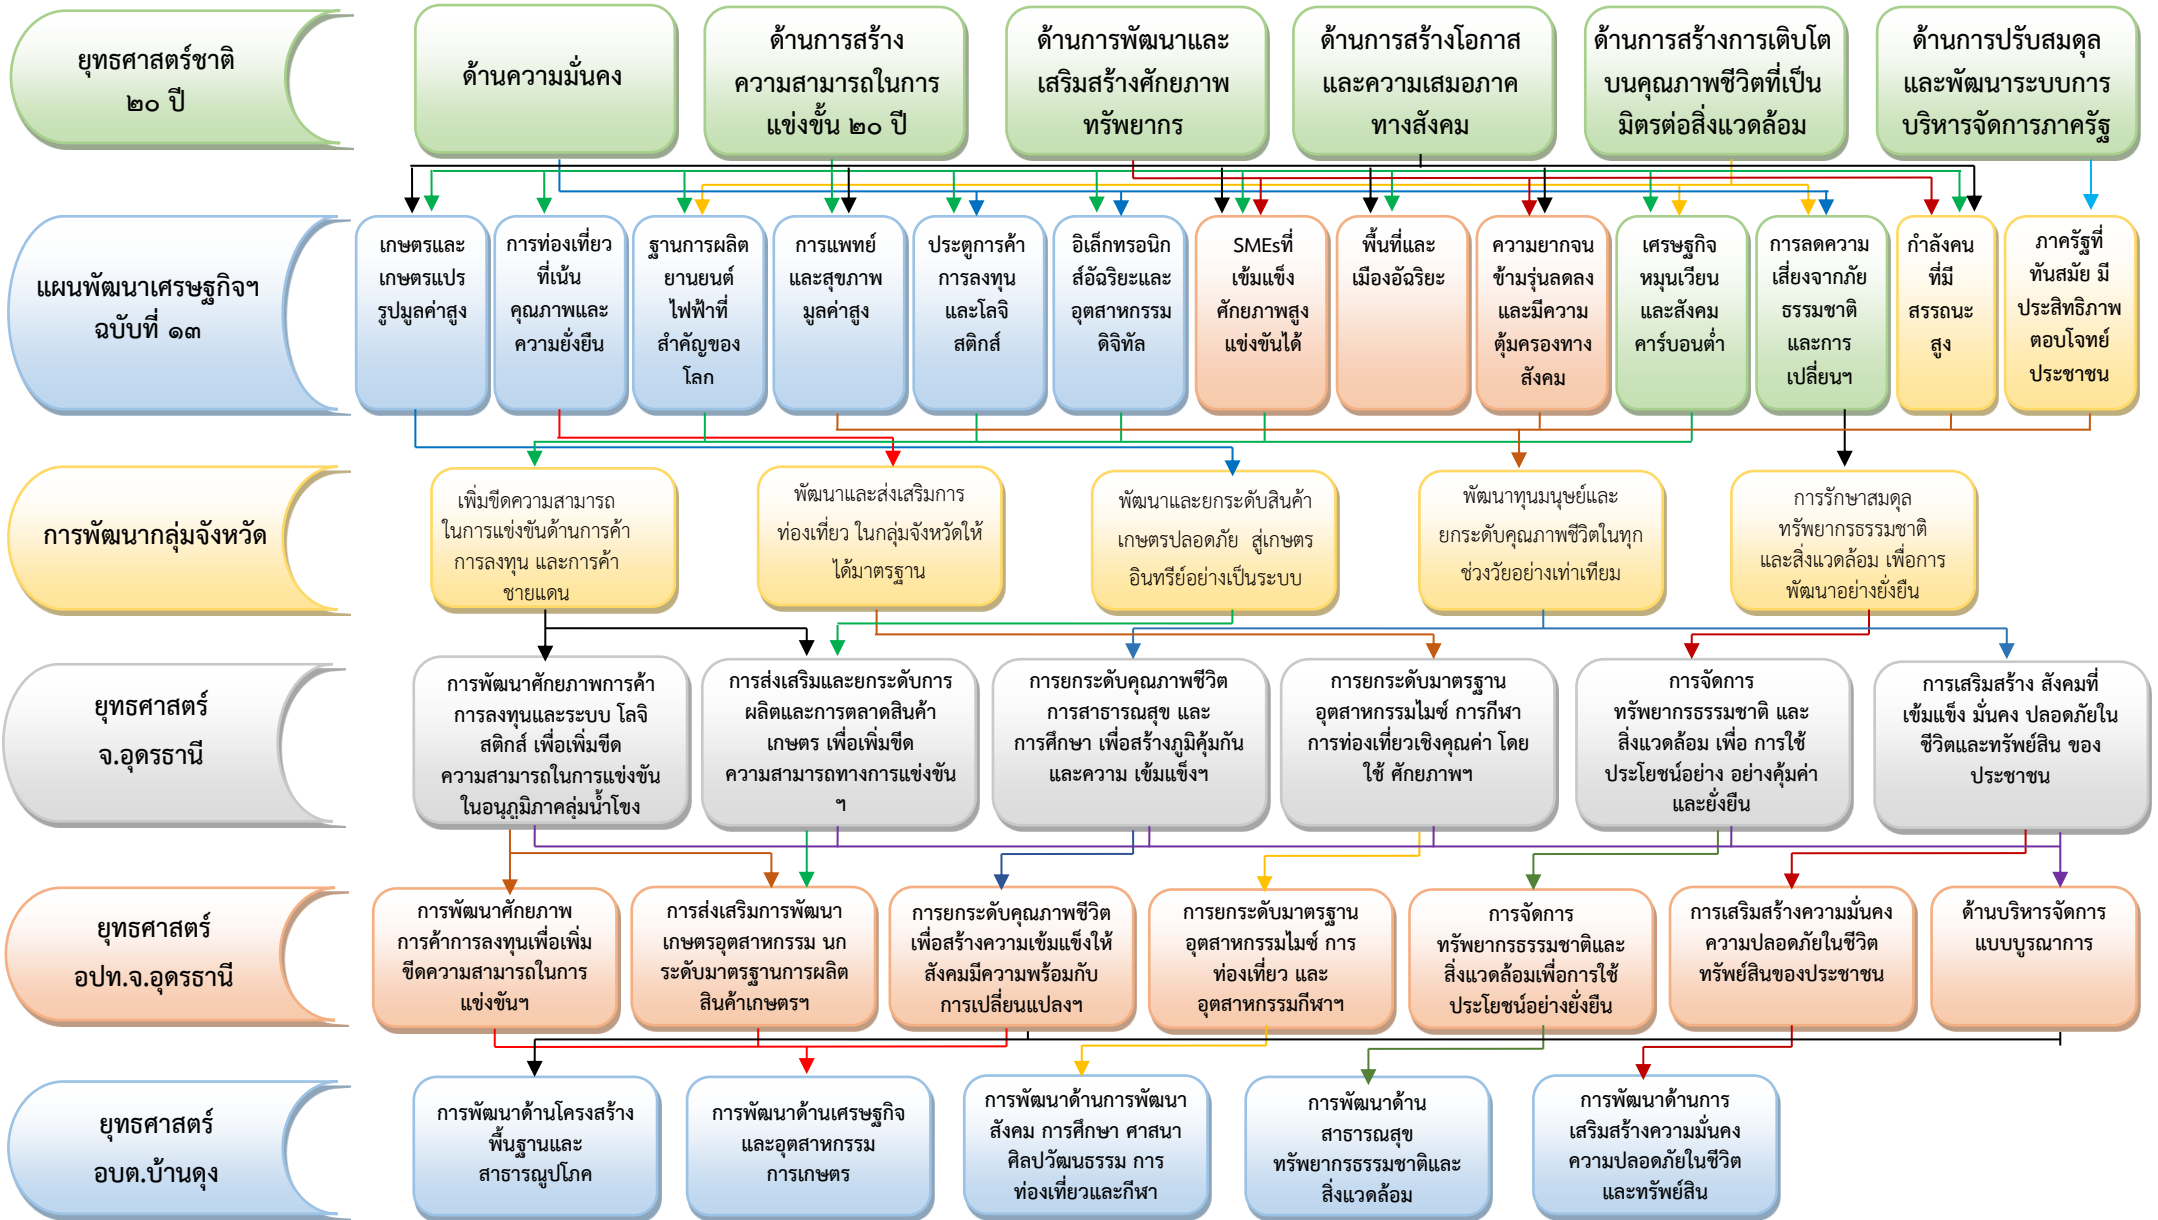 ยุทธศาสตร์ชาติ
๒๐ ปี
ด้านความมั่นคง
ด้านการสร้าง
ความสามารถในการ
แข่งขั้น ๒๐ ปี
ด้านการพัฒนาและ
เสริมสร้างศักยภาพ
ทรัพยากร
ด้านการสร้างโอกาส
และความเสมอภาค
ทางสังคม
ด้านการสร้างการเติบโต
บนคุณภาพชีวิตที่เป็น
มิตรต่อสิ่งแวดล้อม
ด้านการปรับสมดุล
และพัฒนาระบบการ
บริหารจัดการภาครัฐ
แผนพัฒนาเศรษฐกิจฯ
ฉบับที่ ๑๓
เกษตรและ
เกษตรแปร
รูปมูลค่าสูง
การท่องเที่ยว
ที่เน้น
คุณภาพและ
ความยั่งยืน
ฐานการผลิต
ยานยนต์
ไฟฟ้าที่
สำคัญของ
โลก
การแพทย์
และสุขภาพ
มูลค่าสูง
ประตูการค้า
การลงทุน
และโลจิ
สติกส์
อิเล็กทรอนิก
ส์อัฉริยะและ
อุตสาหกรรม
ดิจิทัล
SMEsที่
เข้มแข็ง
ศักยภาพสูง
แข่งขันได้
พื้นที่และ
เมืองอัฉริยะ
ความยากจน
ข้ามรุ่นลดลง
และมีความ
คุ้มครองทาง
สังคม
เศรษฐกิจ
หมุนเวียน
และสังคม
คาร์บอนต่ำ
การลดความ
เสี่ยงจากภัย
ธรรมชาติ
และการ
เปลี่ยนฯ
กำลังคน
ที่มี
สรรถนะ
สูง
ภาครัฐที่
ทันสมัย มี
ประสิทธิภาพ
ตอบโจทย์
ประชาชน
การพัฒนากลุ่มจังหวัด
เพิ่มขีดความสามารถ
ในการแข่งขันด้านการค้า
การลงทุน และการค้า
ชายแดน
พัฒนาและส่งเสริมการ
ท่องเที่ยว ในกลุ่มจังหวัดให้
ได้มาตรฐาน
พัฒนาและยกระดับสินค้า
เกษตรปลอดภัย สู่เกษตร
อินทรีย์อย่างเป็นระบบ
พัฒนาทุนมนุษย์และ
ยกระดับคุณภาพชีวิตในทุก
ช่วงวัยอย่างเท่าเทียม
การรักษาสมดุล
ทรัพยากรธรรมชาติ
และสิ่งแวดล้อม เพื่อการ
พัฒนาอย่างยั่งยืน
ยุทธศาสตร์
จ.อุดรธานี
การพัฒนาศักยภาพการค้า
การลงทุนและระบบ โลจิ
สติกส์ เพื่อเพิ่มขีด
ความสามารถในการแข่งขัน
ในอนุภูมิภาคลุ่มน้ำโขง
การส่งเสริมและยกระดับการ
ผลิตและการตลาดสินค้า
เกษตร เพื่อเพิ่มขีด
ความสามารถทางการแข่งขัน
ฯ
การยกระดับคุณภาพชีวิต
การสาธารณสุข และ
การศึกษา เพื่อสร้างภูมิคุ้มกัน
และความ เข้มแข็งฯ
การยกระดับมาตรฐาน
อุตสาหกรรมไมซ์ การกีฬา
การท่องเที่ยวเชิงคุณค่า โดย
ใช้ ศักยภาพฯ
การจัดการ
ทรัพยากรธรรมชาติ และ
สิ่งแวดล้อม เพื่อ การใช้
ประโยชน์อย่าง อย่างคุ้มค่า
และยั่งยืน
การเสริมสร้าง สังคมที่
เข้มแข็ง มั่นคง ปลอดภัยใน
ชีวิตและทรัพย์สิน ของ
ประชาชน
ยุทธศาสตร์
อปท.จ.อุดรธานี
การพัฒนาศักยภาพ
การค้าการลงทุนเพื่อเพิ่ม
ขีดความสามารถในการ
แข่งขันฯ
การส่งเสริมการพัฒนา
เกษตรอุตสาหกรรม นก
ระดับมาตรฐานการผลิต
สินค้าเกษตรฯ
การยกระดับคุณภาพชีวิต
เพื่อสร้างความเข้มแข็งให้
สังคมมีความพร้อมกับ
การเปลี่ยนแปลงฯ
การยกระดับมาตรฐาน
อุตสาหกรรมไมซ์ การ
ท่องเที่ยว และ
อุตสาหกรรมกีฬาฯ
การจัดการ
ทรัพยากรธรรมชาติและ
สิ่งแวดล้อมเพื่อการใช้
ประโยชน์อย่างยั่งยืน
การเสริมสร้างความมั่นคง
ความปลอดภัยในชีวิต
ทรัพย์สินของประชาชน
ด้านบริหารจัดการ
แบบบูรณาการ
ยุทธศาสตร์
อบต.บ้านดุง
การพัฒนาด้านโครงสร้าง
พื้นฐานและ
สาธารณูปโภค
การพัฒนาด้านเศรษฐกิจ
และอุตสาหกรรม
การเกษตร
การพัฒนาด้านการพัฒนา
สังคม การศึกษา ศาสนา
ศิลปวัฒนธรรม การ
ท่องเที่ยวและกีฬา
การพัฒนาด้าน
สาธารณสุข
ทรัพยากรธรรมชาติและ
สิ่งแวดล้อม
การพัฒนาด้านการ
เสริมสร้างความมั่นคง
ความปลอดภัยในชีวิต
และทรัพย์สิน